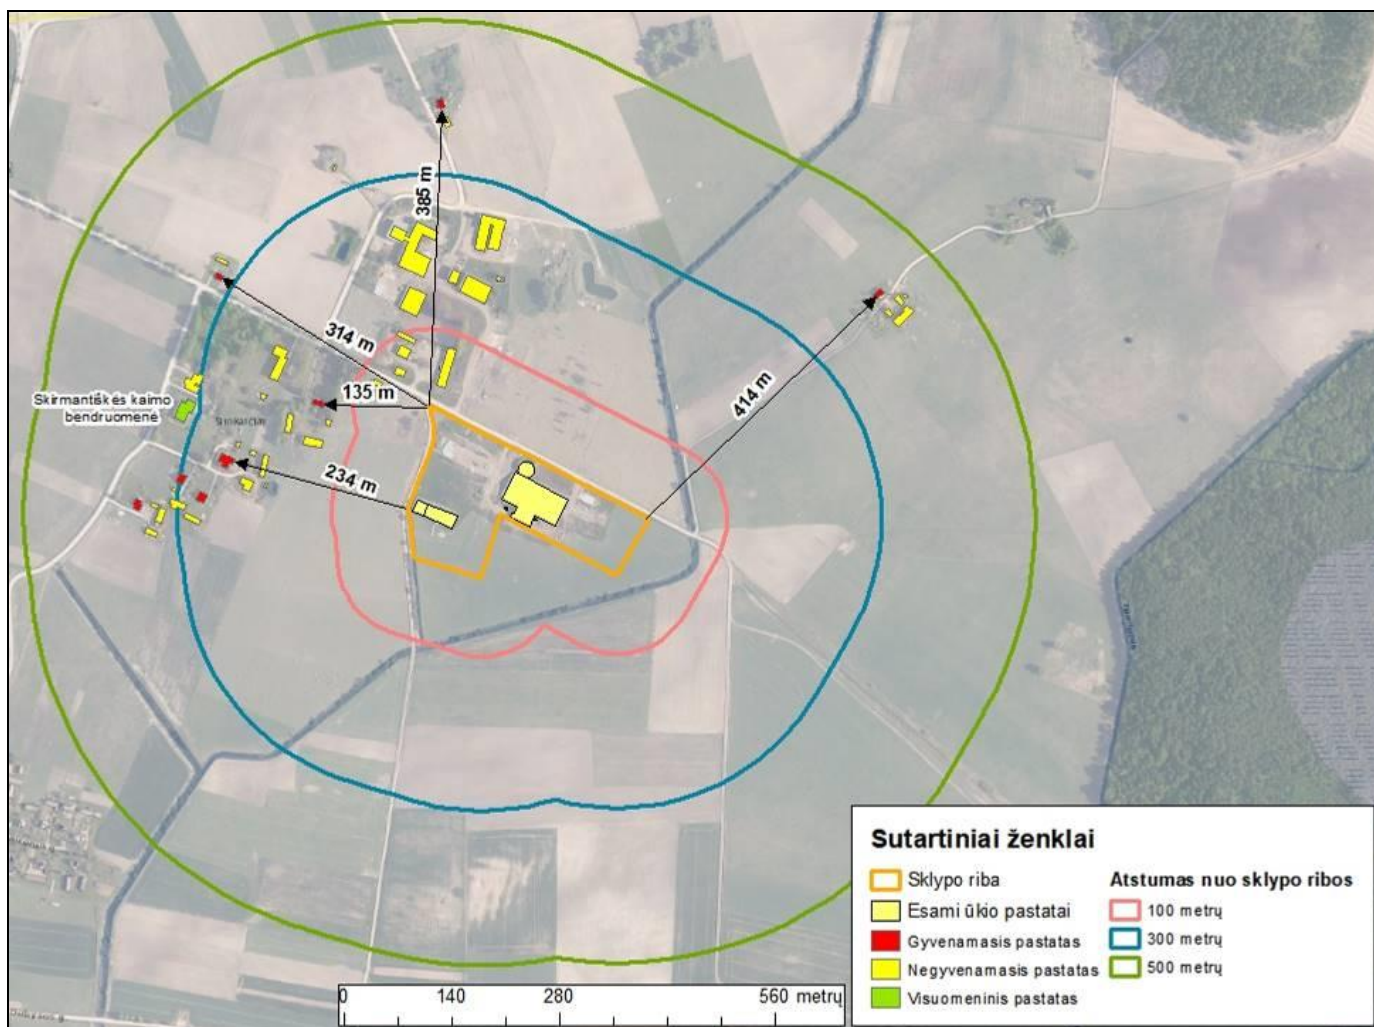 385 m
314 m
135 m
414 m
Skirmantiškės kaimo
bendruomenė
234 m
Sutartiniai ženklai
Sklypo riba
Esami ūkio pastatai
Gyvenamasis pastatas
Negyvenamasis pastatas
Visuomeninis pastatas
Atstumas nuo sklypo ribos
100 metrų
300 metrų
500 metrų
0 140 280 560 metrų